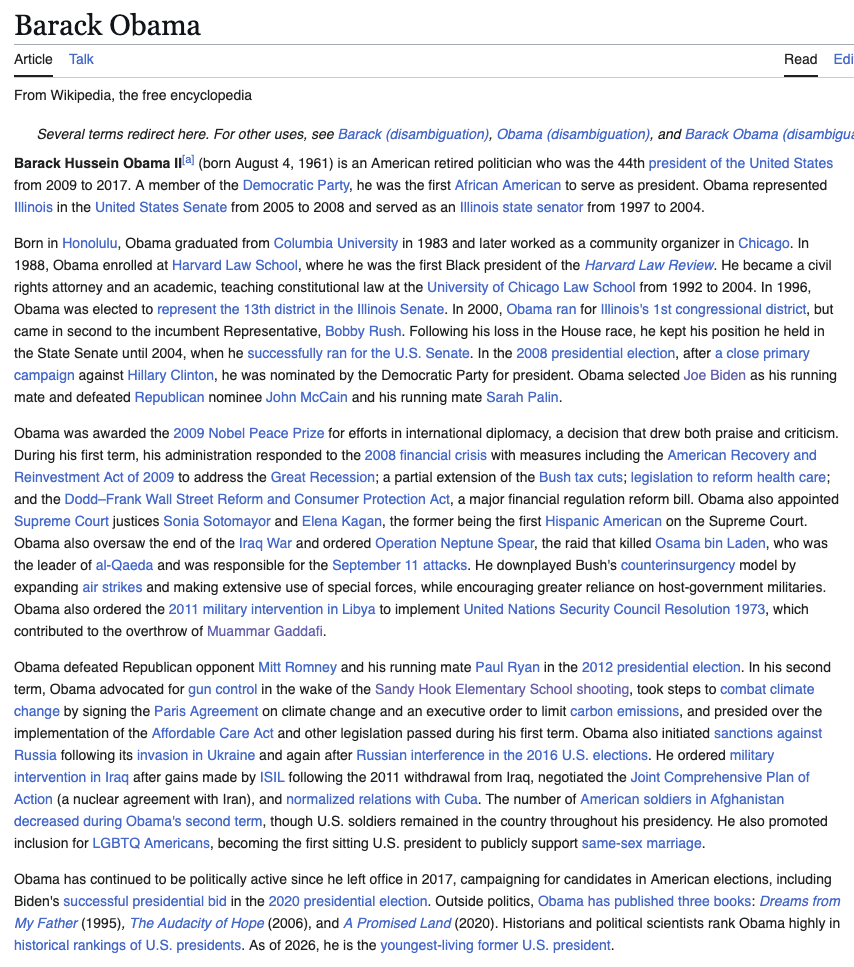 Barack Obama
Article Talk Read Edi
From Wikipedia, the free encyclopedia
Several terms redirect here. For other uses, see Barack (disambiguation), Obama (disambiguation), and Barack Obama (disambigua
Barack Hussein Obama II[a] (born August 4, 1961) is an American retired politician who was the 44th president of the United States
from 2009 to 2017. A member of the Democratic Party, he was the first African American to serve as president. Obama represented
Illinois in the United States Senate from 2005 to 2008 and served as an Illinois state senator from 1997 to 2004.
Born in Honolulu, Obama graduated from Columbia University in 1983 and later worked as a community organizer in Chicago. In
1988, Obama enrolled at Harvard Law School, where he was the first Black president of the Harvard Law Review. He became a civil
rights attorney and an academic, teaching constitutional law at the University of Chicago Law School from 1992 to 2004. In 1996,
Obama was elected to represent the 13th district in the Illinois Senate. In 2000, Obama ran for Illinois's 1st congressional district, but
came in second to the incumbent Representative, Bobby Rush. Following his loss in the House race, he kept his position he held in
the State Senate until 2004, when he successfully ran for the U.S. Senate. In the 2008 presidential election, after a close primary
campaign against Hillary Clinton, he was nominated by the Democratic Party for president. Obama selected Joe Biden as his running
mate and defeated Republican nominee John McCain and his running mate Sarah Palin.
Obama was awarded the 2009 Nobel Peace Prize for efforts in international diplomacy, a decision that drew both praise and criticism.
During his first term, his administration responded to the 2008 financial crisis with measures including the American Recovery and
Reinvestment Act of 2009 to address the Great Recession; a partial extension of the Bush tax cuts; legislation to reform health care;
and the Dodd–Frank Wall Street Reform and Consumer Protection Act, a major financial regulation reform bill. Obama also appointed
Supreme Court justices Sonia Sotomayor and Elena Kagan, the former being the first Hispanic American on the Supreme Court.
Obama also oversaw the end of the Iraq War and ordered Operation Neptune Spear, the raid that killed Osama bin Laden, who was
the leader of al-Qaeda and was responsible for the September 11 attacks. He downplayed Bush's counterinsurgency model by
expanding air strikes and making extensive use of special forces, while encouraging greater reliance on host-government militaries.
Obama also ordered the 2011 military intervention in Libya to implement United Nations Security Council Resolution 1973, which
contributed to the overthrow of Muammar Gaddafi.
Obama defeated Republican opponent Mitt Romney and his running mate Paul Ryan in the 2012 presidential election. In his second
term, Obama advocated for gun control in the wake of the Sandy Hook Elementary School shooting, took steps to combat climate
change by signing the Paris Agreement on climate change and an executive order to limit carbon emissions, and presided over the
implementation of the Affordable Care Act and other legislation passed during his first term. Obama also initiated sanctions against
Russia following its invasion in Ukraine and again after Russian interference in the 2016 U.S. elections. He ordered military
intervention in Iraq after gains made by ISIL following the 2011 withdrawal from Iraq, negotiated the Joint Comprehensive Plan of
Action (a nuclear agreement with Iran), and normalized relations with Cuba. The number of American soldiers in Afghanistan
decreased during Obama's second term, though U.S. soldiers remained in the country throughout his presidency. He also promoted
inclusion for LGBTQ Americans, becoming the first sitting U.S. president to publicly support same-sex marriage.
Obama has continued to be politically active since he left office in 2017, campaigning for candidates in American elections, including
Biden's successful presidential bid in the 2020 presidential election. Outside politics, Obama has published three books: Dreams from
My Father (1995), The Audacity of Hope (2006), and A Promised Land (2020). Historians and political scientists rank Obama highly in
historical rankings of U.S. presidents. As of 2026, he is the youngest-living former U.S. president.